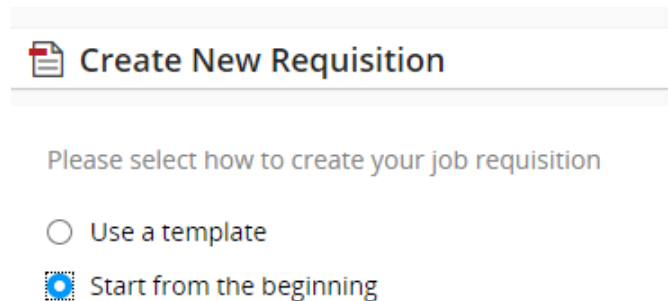 Create New Requisition
Please select how to create your job requisition
Use a template
Start from the beginning